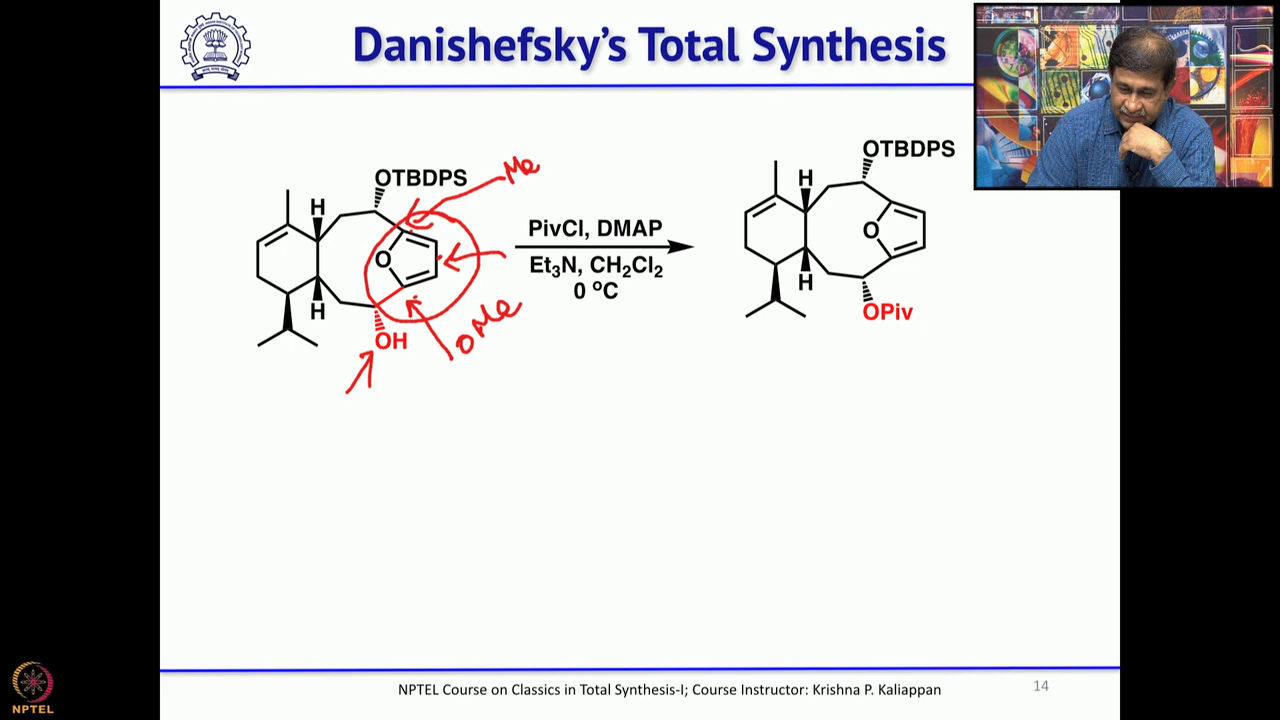 Danishefsky's Total Synthesis
OTBDPS
Me
H
O
H
OH
OMe
PivCl, DMAP
Et₃N, CH₂Cl₂
0 ºC
OTBDPS
H
O
H
OPiv
NPTEL Course on Classics in Total Synthesis-I; Course Instructor: Krishna P. Kaliappan
14
NPTEL